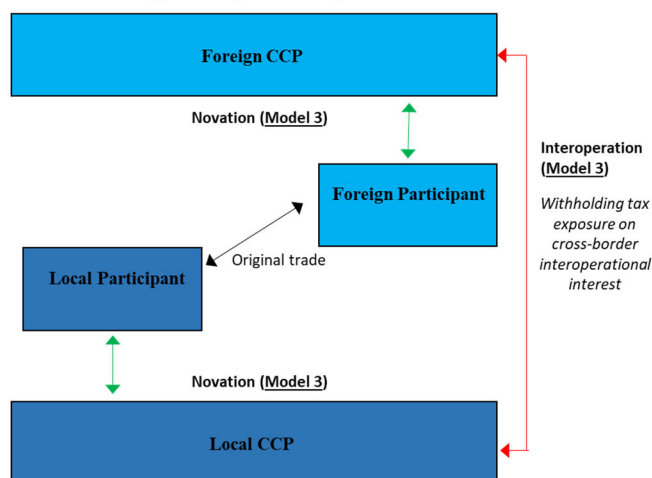 Foreign CCP
Novation (Model 3)
Interoperation
(Model 3)
Withholding tax
exposure on
cross-border
interoperational
interest
Foreign Participant
Original trade
Local Participant
Novation (Model 3)
Local CCP